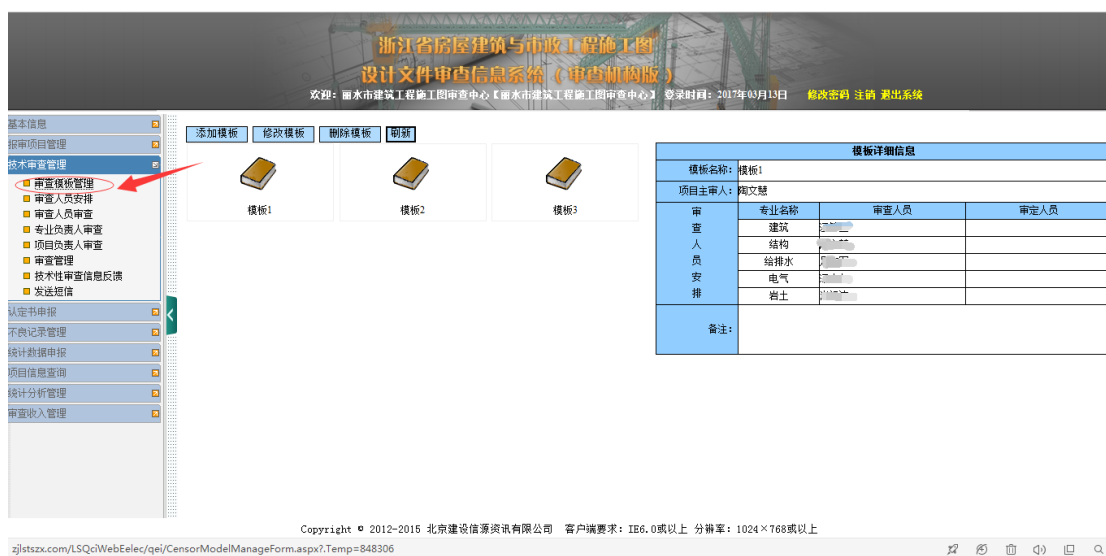 浙江省房屋建筑与市政工程施工图
设计文件审查信息系统（审查机构版）
欢迎: 丽水市建筑工程施工图审查中心【丽水市建筑工程施工图审查中心】 登录时间: 2017年03月13日 修改密码 注销 退出系统
基本信息
报审项目管理
技术审查管理
审查模板管理
审查人员安排
审查人员审查
专业负责人审查
项目负责人审查
审查管理
技术性审查信息反馈
发送短信
认定书申报
不良记录管理
统计数据申报
项目信息查询
统计分析管理
审查收入管理
添加模板 修改模板 删除模板 刷新
模板1 模板2 模板3
模板详细信息
模板名称: 模板1
项目主审人: 陶文慧
审查人员安排
专业名称 审查人员 审定人员
建筑
结构
给排水
电气
岩土
备注:
Copyright © 2012-2015 北京建设信源资讯有限公司 客户端要求: IE6.0或以上 分辨率: 1024×768或以上
zjlstszx.com/LSQciWebEelec/qei/CensorModelManageForm.aspx?.Temp=848306